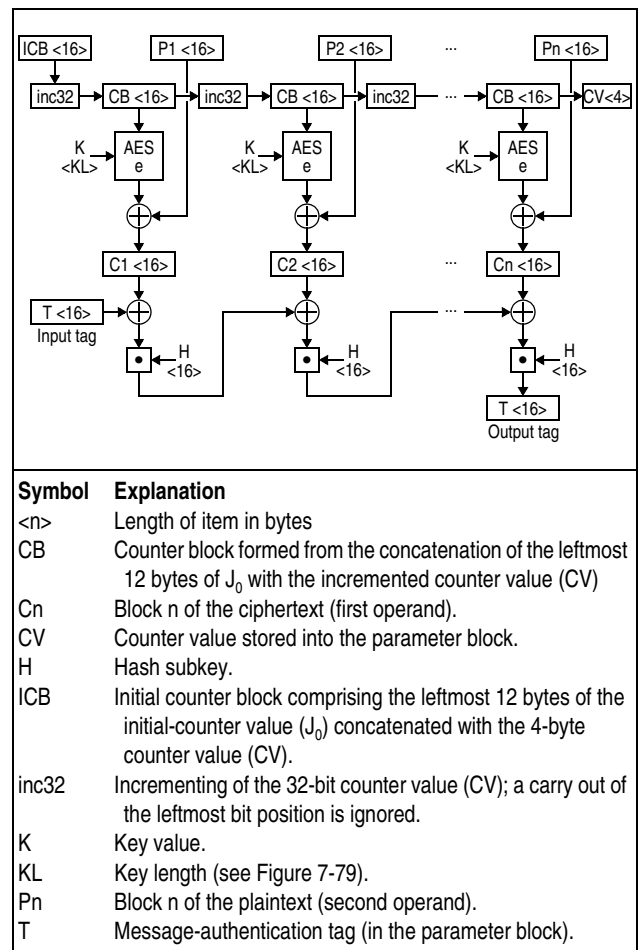 ICB <16> P1 <16> P2 <16> ... Pn <16>
inc32 CB <16> inc32 CB <16> inc32 ... CB <16> CV<4>
K <KL> AES e K <KL> AES e K <KL> AES e
C1 <16> C2 <16> ... Cn <16>
T <16> ...
Input tag
H <16> H <16> H <16>
T <16>
Output tag
Symbol Explanation
<n> Length of item in bytes
CB Counter block formed from the concatenation of the leftmost
12 bytes of J0 with the incremented counter value (CV)
Cn Block n of the ciphertext (first operand).
CV Counter value stored into the parameter block.
H Hash subkey.
ICB Initial counter block comprising the leftmost 12 bytes of the
initial-counter value (J0) concatenated with the 4-byte
counter value (CV).
inc32 Incrementing of the 32-bit counter value (CV); a carry out of
the leftmost bit position is ignored.
K Key value.
KL Key length (see Figure 7-79).
Pn Block n of the plaintext (second operand).
T Message-authentication tag (in the parameter block).